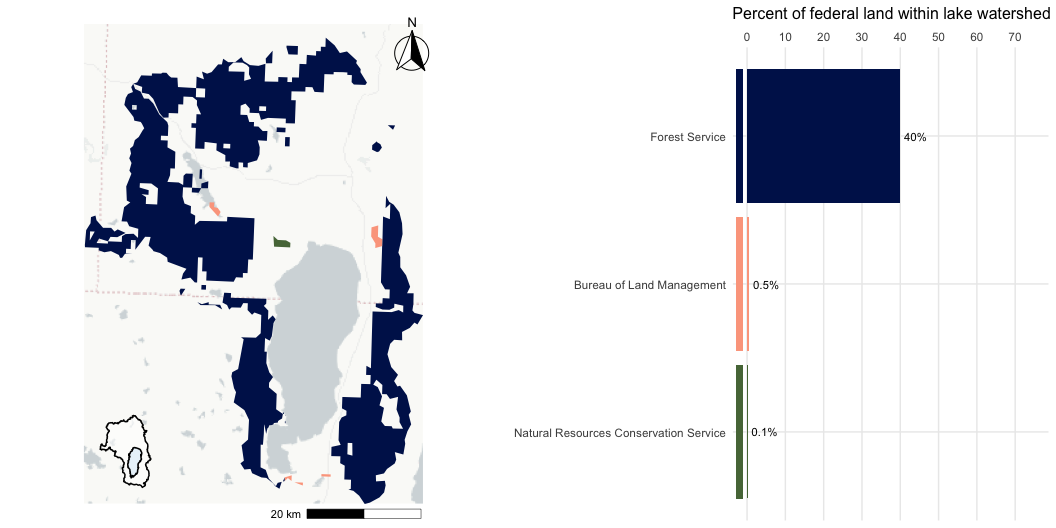 N
20 km
Percent of federal land within lake watershed
0 10 20 30 40 50 60 70
Forest Service
40%
Bureau of Land Management
0.5%
Natural Resources Conservation Service
0.1%